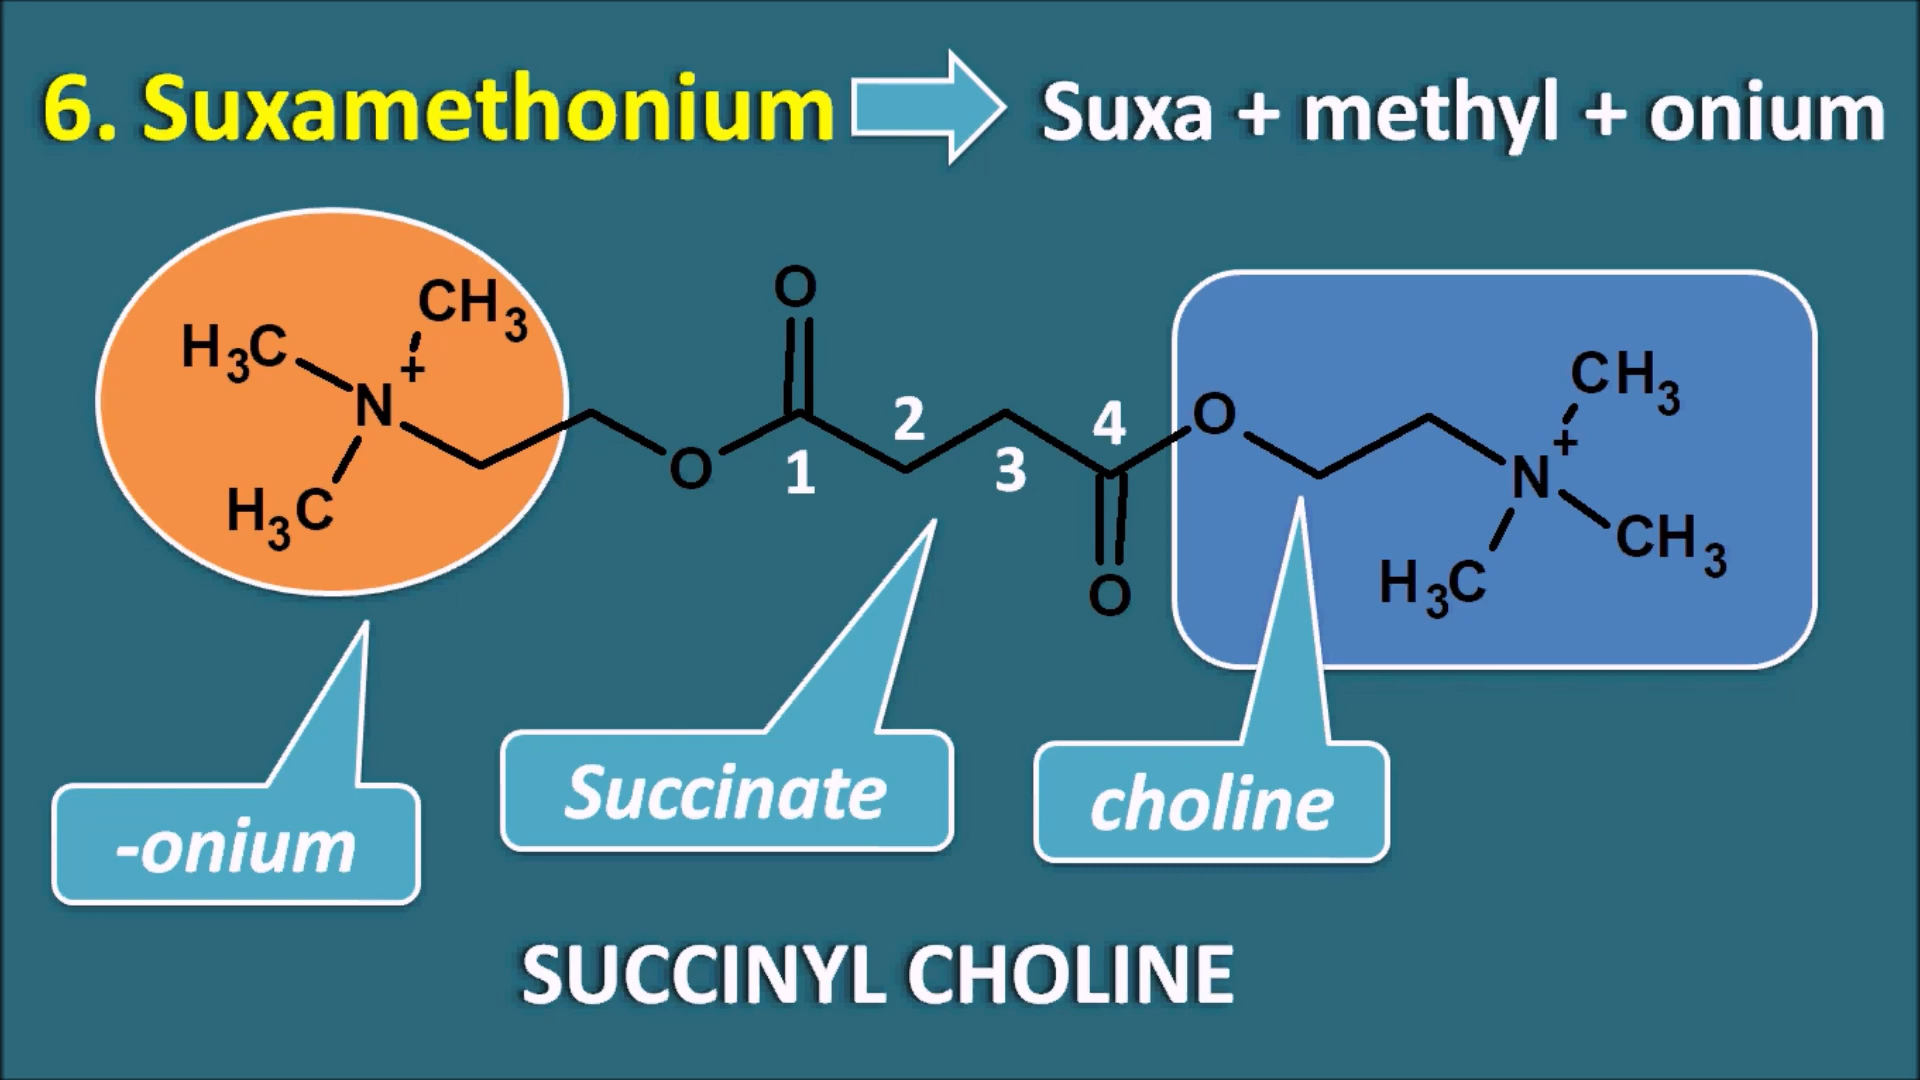 6. Suxamethonium
Suxa + methyl + onium
O
CH3
H3C
+
N
H3C
O
1
2
3
4
O
O
CH3
+
N
CH3
H3C
-onium
Succinate
choline
SUCCINYL CHOLINE